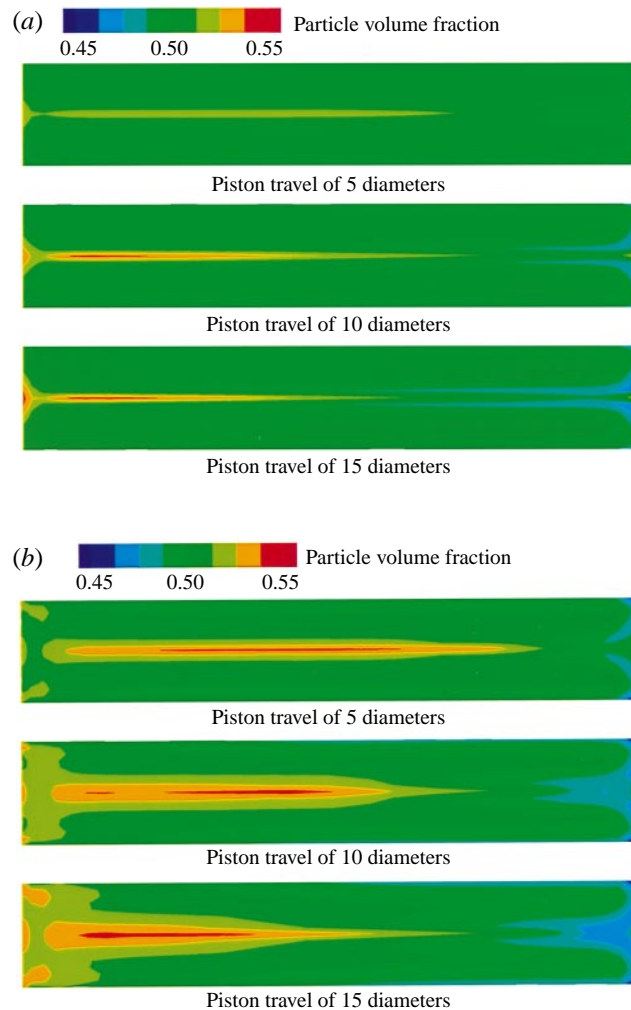 (a) Particle volume fraction
0.45 0.50 0.55
Piston travel of 5 diameters
Piston travel of 10 diameters
Piston travel of 15 diameters
(b) Particle volume fraction
0.45 0.50 0.55
Piston travel of 5 diameters
Piston travel of 10 diameters
Piston travel of 15 diameters